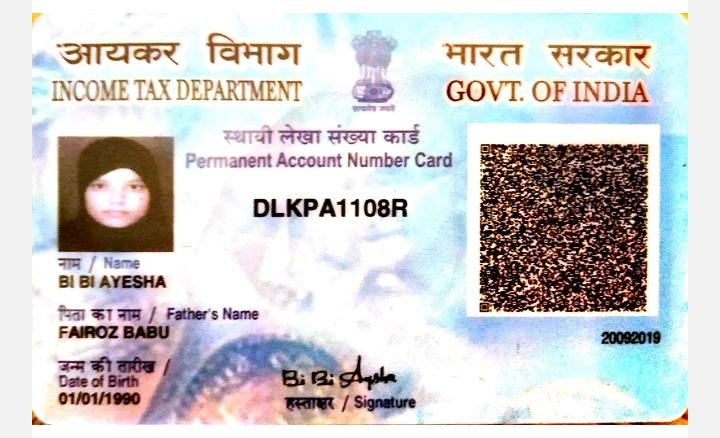 आयकर विभाग
INCOME TAX DEPARTMENT
सत्यमेव जयते
भारत सरकार
GOVT. OF INDIA
स्थायी लेखा संख्या कार्ड
Permanent Account Number Card
DLKPA1108R
नाम / Name
BI BI AYESHA
पिता का नाम / Father's Name
FAIROZ BABU
जन्म की तारीख /
Date of Birth
01/01/1990
Bi Bi Aysha
हस्ताक्षर / Signature
20092019